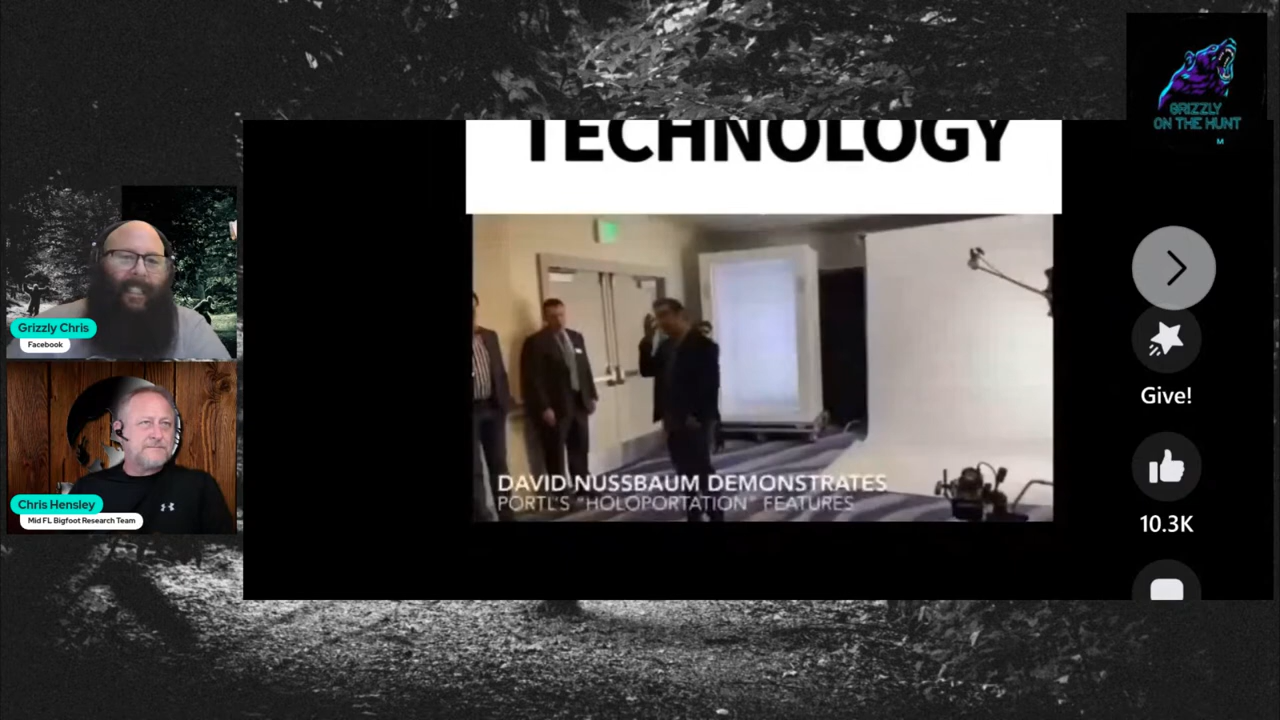 TECHNOLOGY
GRIZZLY
ON THE HUNT
M
Grizzly Chris
Facebook
Give!
DAVID NUSSBAUM DEMONSTRATES
PORTL'S "HOLOPORTATION" FEATURES
Chris Hensley
Mid FL Bigfoot Research Team
10.3K